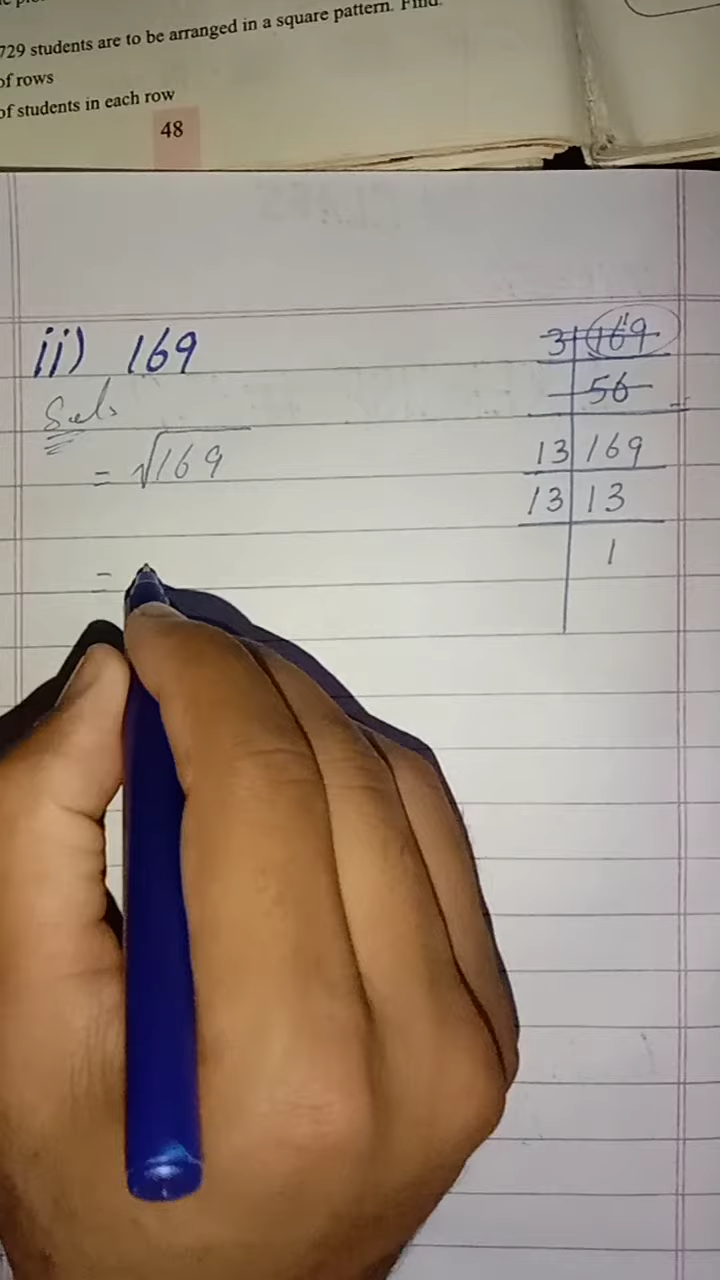 729 students are to be arranged in a square pattern. Find
of rows
of students in each row
48
ii) 169
Sol.
= √169
=
3 | 169
56
13 | 169
13 | 13
1